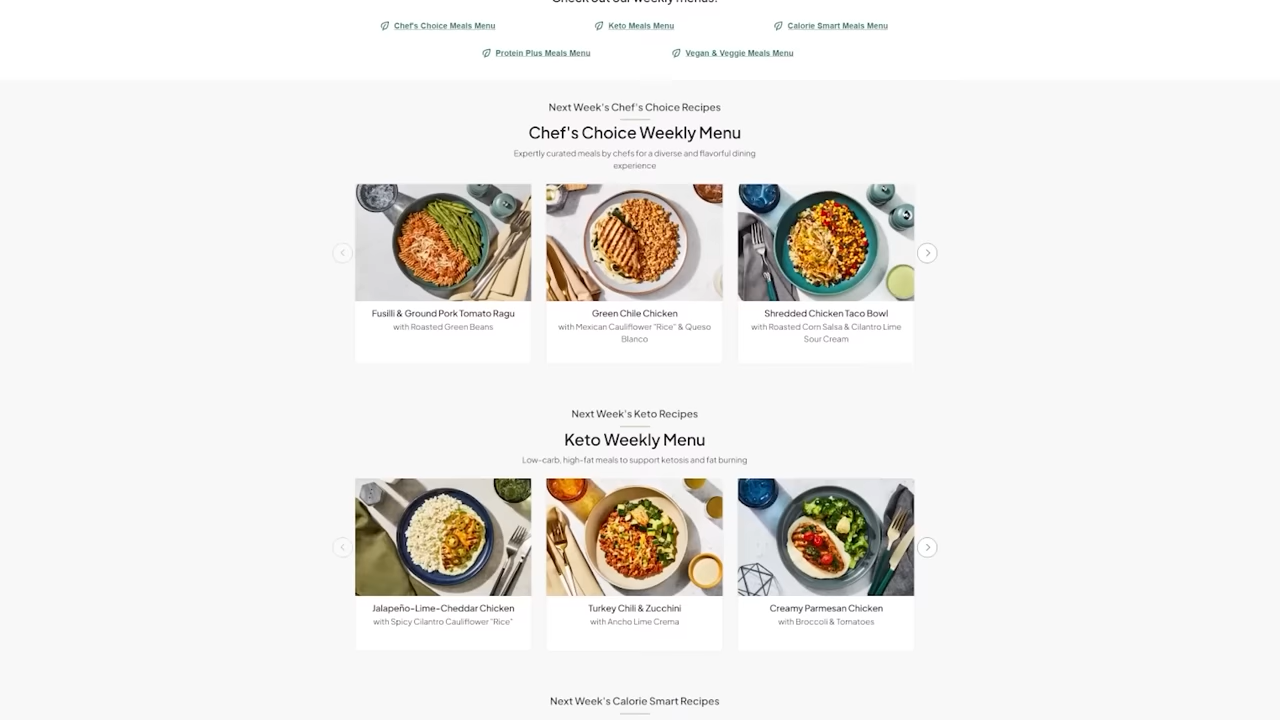 Check out our weekly menus!
Chef's Choice Meals Menu
Keto Meals Menu
Calorie Smart Meals Menu
Protein Plus Meals Menu
Vegan & Veggie Meals Menu
Next Week's Chef's Choice Recipes
Chef's Choice Weekly Menu
Expertly curated meals by chefs for a diverse and flavorful dining
experience
Fusilli & Ground Pork Tomato Ragu
with Roasted Green Beans
Green Chile Chicken
with Mexican Cauliflower "Rice" & Queso
Blanco
Shredded Chicken Taco Bowl
with Roasted Corn Salsa & Cilantro Lime
Sour Cream
Next Week's Keto Recipes
Keto Weekly Menu
Low-carb, high-fat meals to support ketosis and fat burning
Jalapeño-Lime-Cheddar Chicken
with Spicy Cilantro Cauliflower "Rice"
Turkey Chili & Zucchini
with Ancho Lime Crema
Creamy Parmesan Chicken
with Broccoli & Tomatoes
Next Week's Calorie Smart Recipes